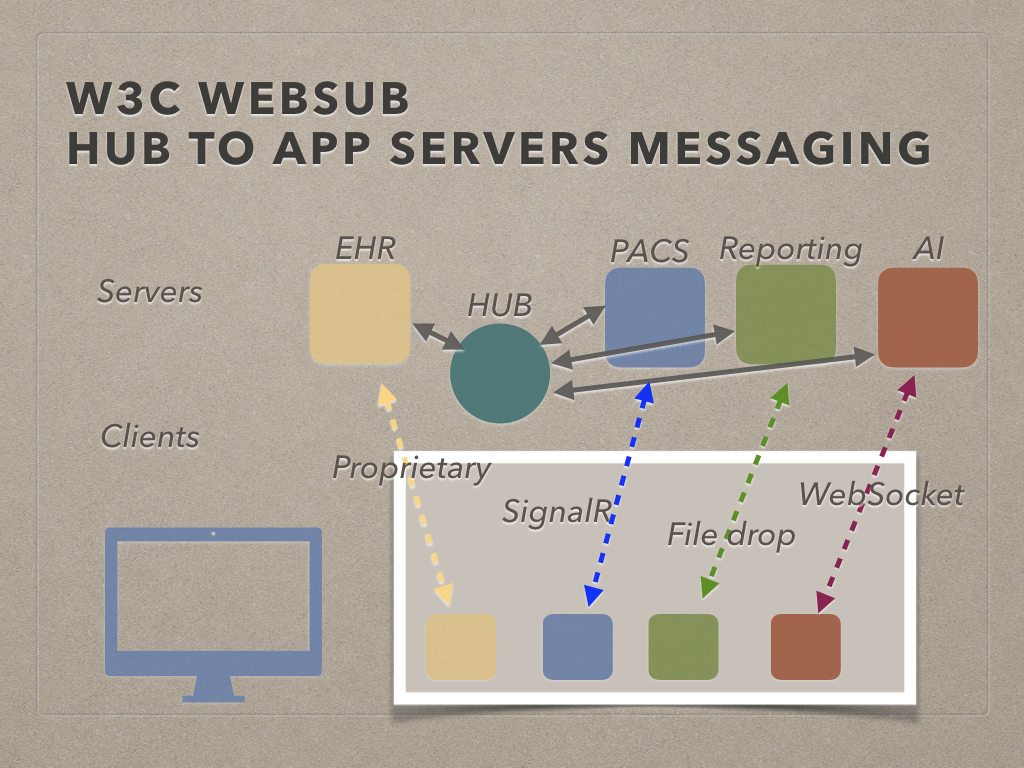 W3C WEBSUB
HUB TO APP SERVERS MESSAGING
EHR
PACS
Reporting
AI
Servers
HUB
Clients
Proprietary
SignalR
File drop
WebSocket